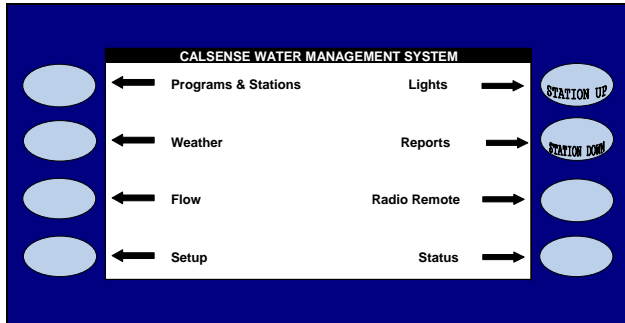 CALSENSE WATER MANAGEMENT SYSTEM
Programs & Stations
Lights
STATION UP
Weather
Reports
STATION DOWN
Flow
Radio Remote
Setup
Status